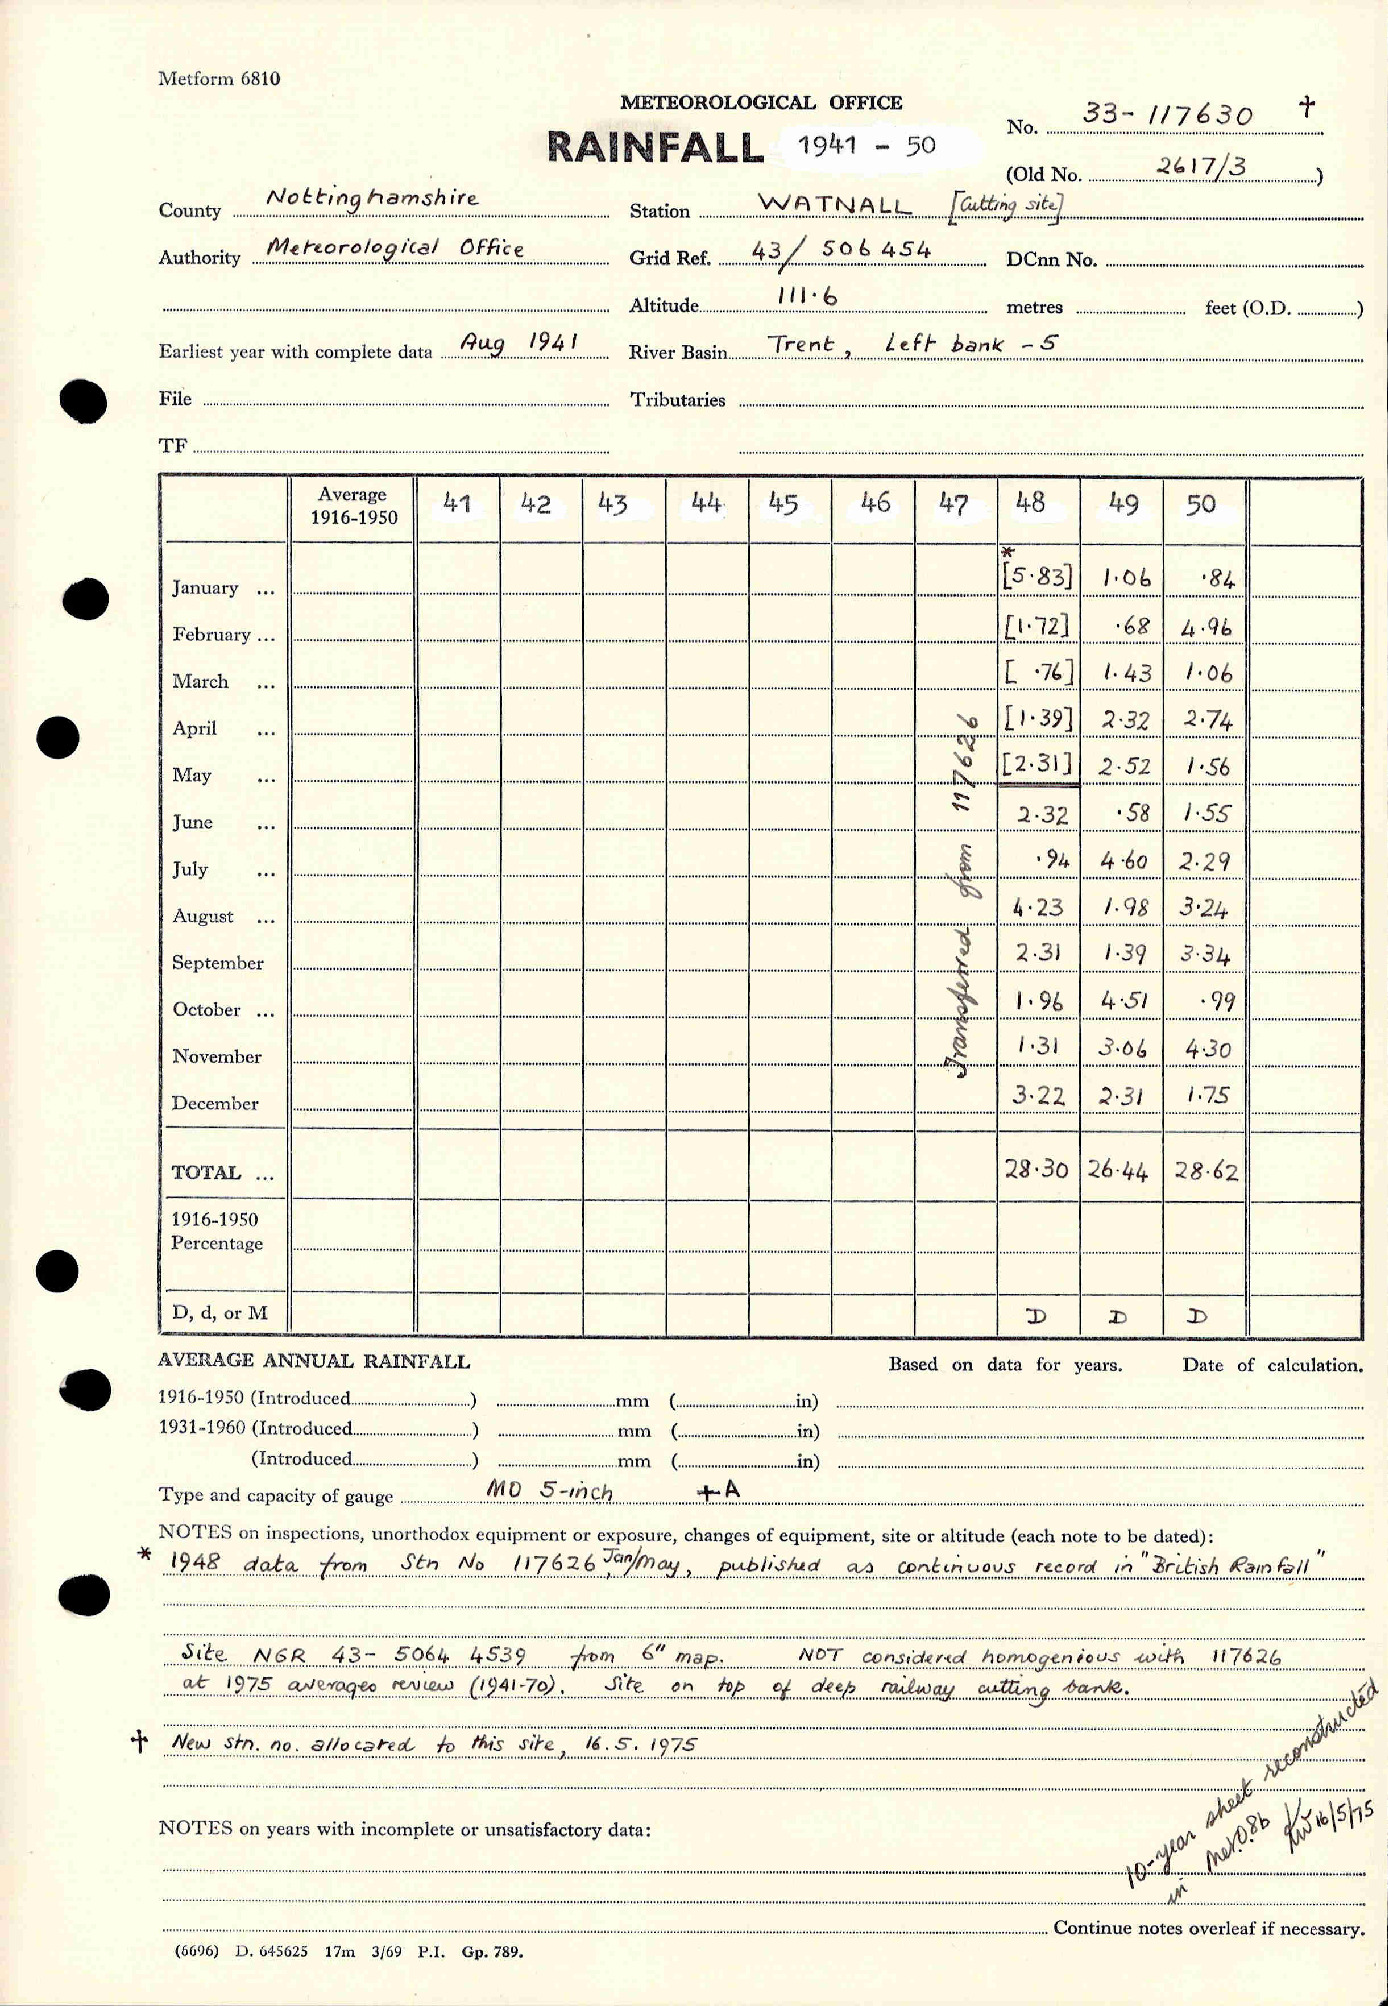 Metform 6810
METEOROLOGICAL OFFICE
RAINFALL 1941 - 50
No. 33- 117630 †
(Old No. 2617/3)
County Nottinghamshire Station WATNALL [Cutting site]
Authority Meteorological Office Grid Ref. 43/ 506 454 DCnn No.
Altitude 111·6 metres feet (O.D. )
Earliest year with complete data Aug 1941 River Basin Trent, Left bank -5
File Tributaries
TF
Average 1916-1950 41 42 43 44 45 46 47 48 49 50
*
January ... [5·83] 1·06 ·84
February ... [1·72] ·68 4·96
March ... [ ·76] 1·43 1·06
April ... [1·39] 2·32 2·74
May ... [2·31] 2·52 1·56
June ... 2·32 ·58 1·55
July ... ·94 4·60 2·29
August ... 4·23 1·98 3·24
September 2·31 1·39 3·34
October ... 1·96 4·51 ·99
November 1·31 3·06 4·30
December 3·22 2·31 1·75
Transferred from 117626
TOTAL ... 28·30 26·44 28·62
1916-1950
Percentage
D, d, or M D D D
AVERAGE ANNUAL RAINFALL Based on data for years. Date of calculation.
1916-1950 (Introduced ) mm ( in)
1931-1960 (Introduced ) mm ( in)
(Introduced ) mm ( in)
Type and capacity of gauge MO 5-inch +A
NOTES on inspections, unorthodox equipment or exposure, changes of equipment, site or altitude (each note to be dated):
* 1948 data from Stn No 117626, Jan/May, published as continuous record in "British Rainfall"
Site NGR 43- 5064 4539 from 6" map. NOT considered homogenious with 117626
at 1975 averages review (1941-70). Site on top of deep railway cutting bank.
† New stn. no. allocated to this site, 16.5.1975
10-year sheet reconstructed
in Met.O.8b 16/5/75
NOTES on years with incomplete or unsatisfactory data:
Continue notes overleaf if necessary.
(6696) D. 645625 17m 3/69 P.I. Gp. 789.